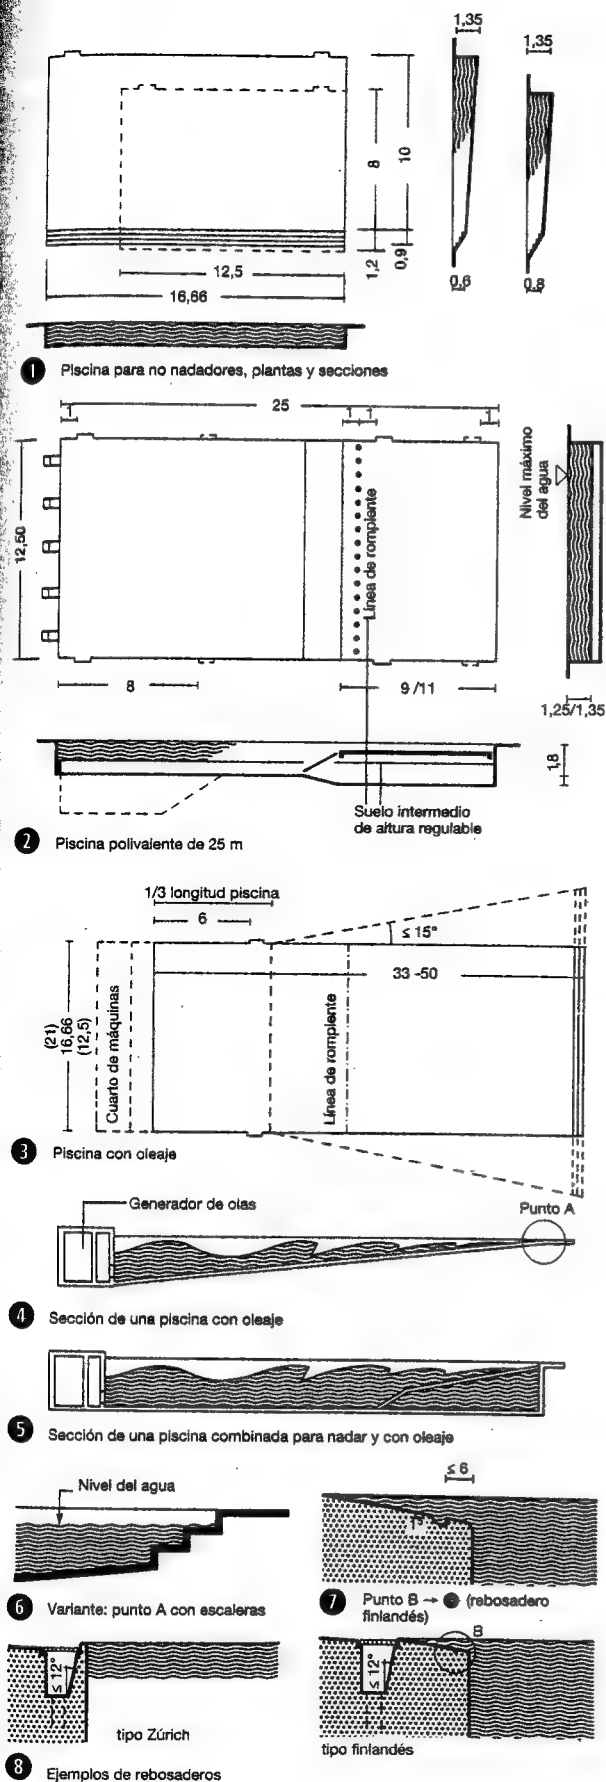 1,35
1,35
8
10
12,5
16,66
1,2
0,9
0,6
0,8
1 Piscina para no nadadores, plantas y secciones
25
1
1
1
1
12,50
Línea de rompiente
Nivel máximo
del agua
8
9 /11
1,25/1,35
1,8
Suelo intermedio
de altura regulable
2 Piscina polivalente de 25 m
1/3 longitud piscina
6
≤ 15°
33 -50
(21)
16,66
(12,5)
Cuarto de máquinas
Línea de rompiente
3 Piscina con oleaje
Generador de olas
Punto A
4 Sección de una piscina con oleaje
5 Sección de una piscina combinada para nadar y con oleaje
Nivel del agua
≤ 6
6 Variante: punto A con escaleras
7 Punto B → (rebosadero
finlandés)
≤ 12°
tipo Zúrich
B
≤ 12°
tipo finlandés
8 Ejemplos de rebosaderos